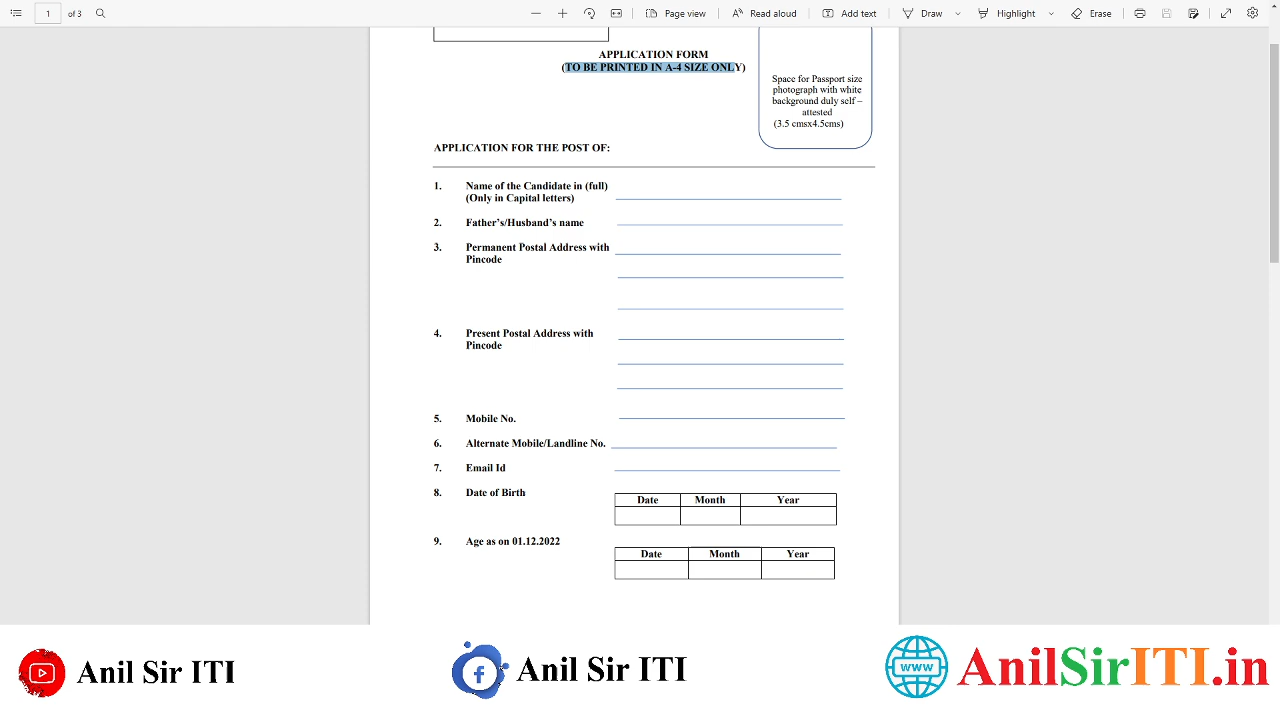 1
of 3
Page view
Read aloud
Add text
Draw
Highlight
Erase
APPLICATION FORM
(TO BE PRINTED IN A-4 SIZE ONLY)
Space for Passport size
photograph with white
background duly self –
attested
(3.5 cmsx4.5cms)
APPLICATION FOR THE POST OF:
1. Name of the Candidate in (full)
(Only in Capital letters)
2. Father's/Husband's name
3. Permanent Postal Address with
Pincode
4. Present Postal Address with
Pincode
5. Mobile No.
6. Alternate Mobile/Landline No.
7. Email Id
8. Date of Birth
Date Month Year
9. Age as on 01.12.2022
Date Month Year
Anil Sir ITI
Anil Sir ITI
www
AnilSirITI.in